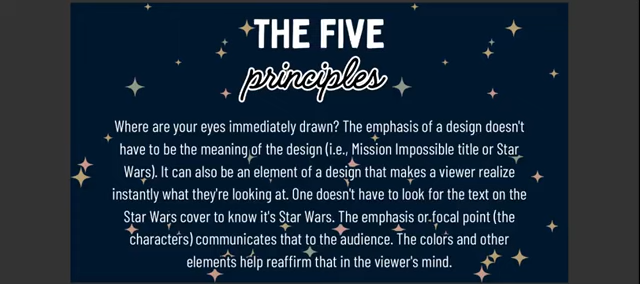 THE FIVE
principles
Where are your eyes immediately drawn? The emphasis of a design doesn't
have to be the meaning of the design (i.e., Mission Impossible title or Star
Wars). It can also be an element of a design that makes a viewer realize
instantly what they're looking at. One doesn't have to look for the text on the
Star Wars cover to know it's Star Wars. The emphasis or focal point (the
characters) communicates that to the audience. The colors and other
elements help reaffirm that in the viewer's mind.